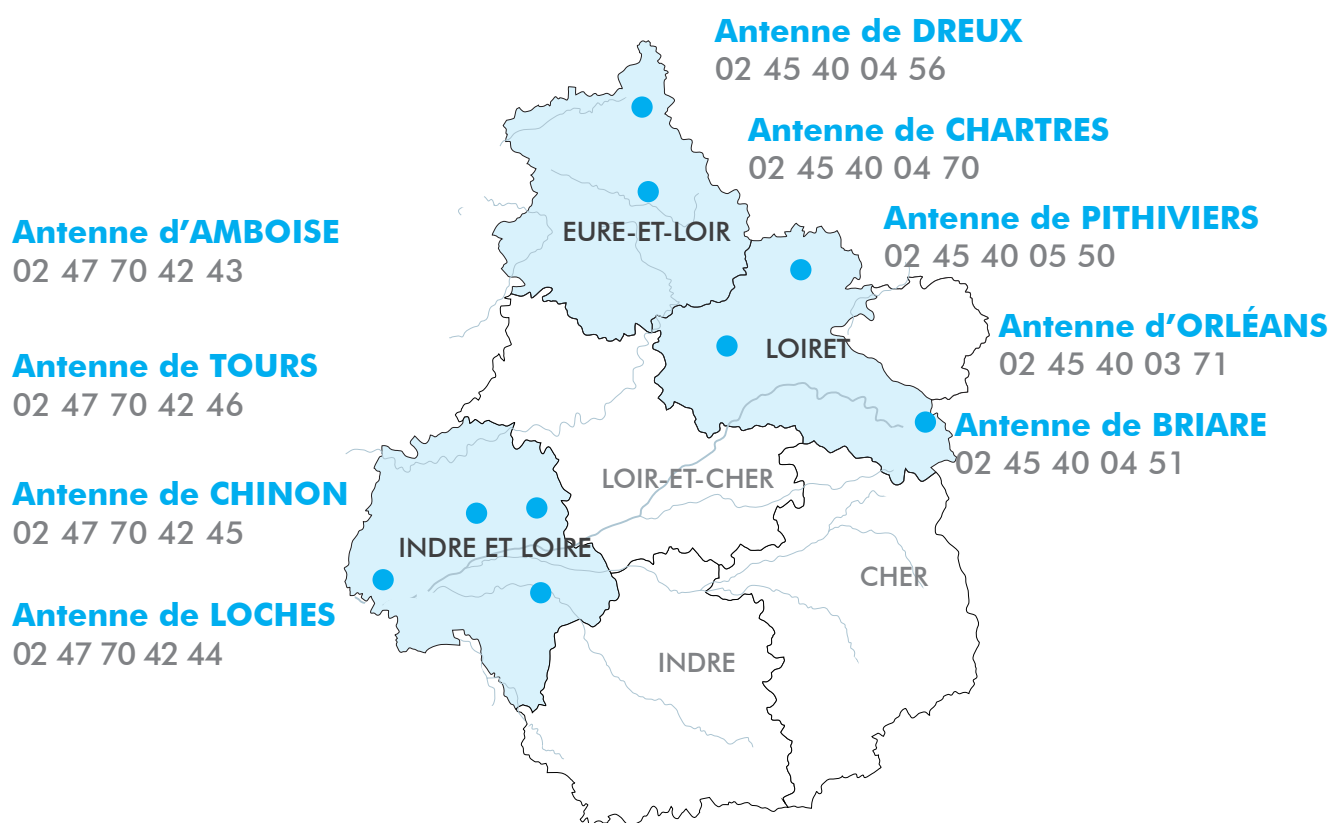 Antenne de DREUX
02 45 40 04 56
Antenne de CHARTRES
02 45 40 04 70
Antenne de PITHIVIERS
02 45 40 05 50
Antenne d'ORLÉANS
02 45 40 03 71
Antenne de BRIARE
02 45 40 04 51
Antenne d'AMBOISE
02 47 70 42 43
Antenne de TOURS
02 47 70 42 46
Antenne de CHINON
02 47 70 42 45
Antenne de LOCHES
02 47 70 42 44
EURE-ET-LOIR
LOIRET
LOIR-ET-CHER
INDRE ET LOIRE
CHER
INDRE